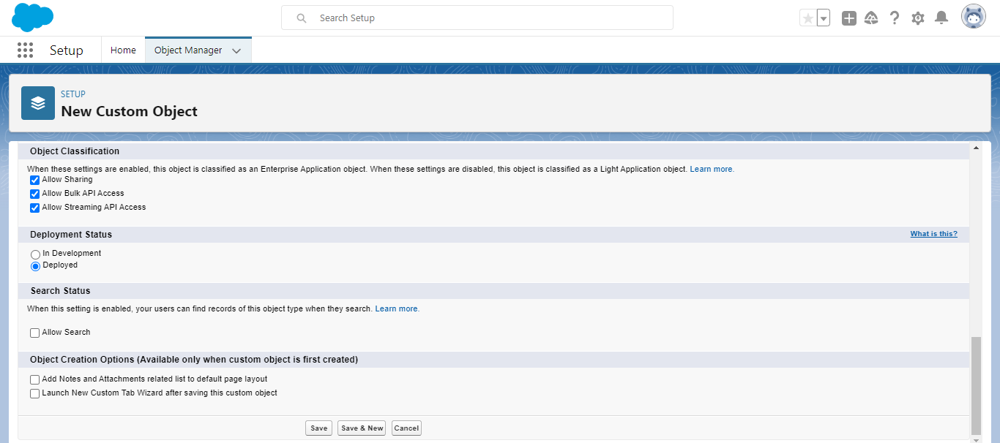 Search Setup
Setup
Home
Object Manager
SETUP
New Custom Object
Object Classification
When these settings are enabled, this object is classified as an Enterprise Application object. When these settings are disabled, this object is classified as a Light Application object. Learn more.
Allow Sharing
Allow Bulk API Access
Allow Streaming API Access
Deployment Status
What is this?
In Development
Deployed
Search Status
When this setting is enabled, your users can find records of this object type when they search. Learn more.
Allow Search
Object Creation Options (Available only when custom object is first created)
Add Notes and Attachments related list to default page layout
Launch New Custom Tab Wizard after saving this custom object
Save
Save & New
Cancel